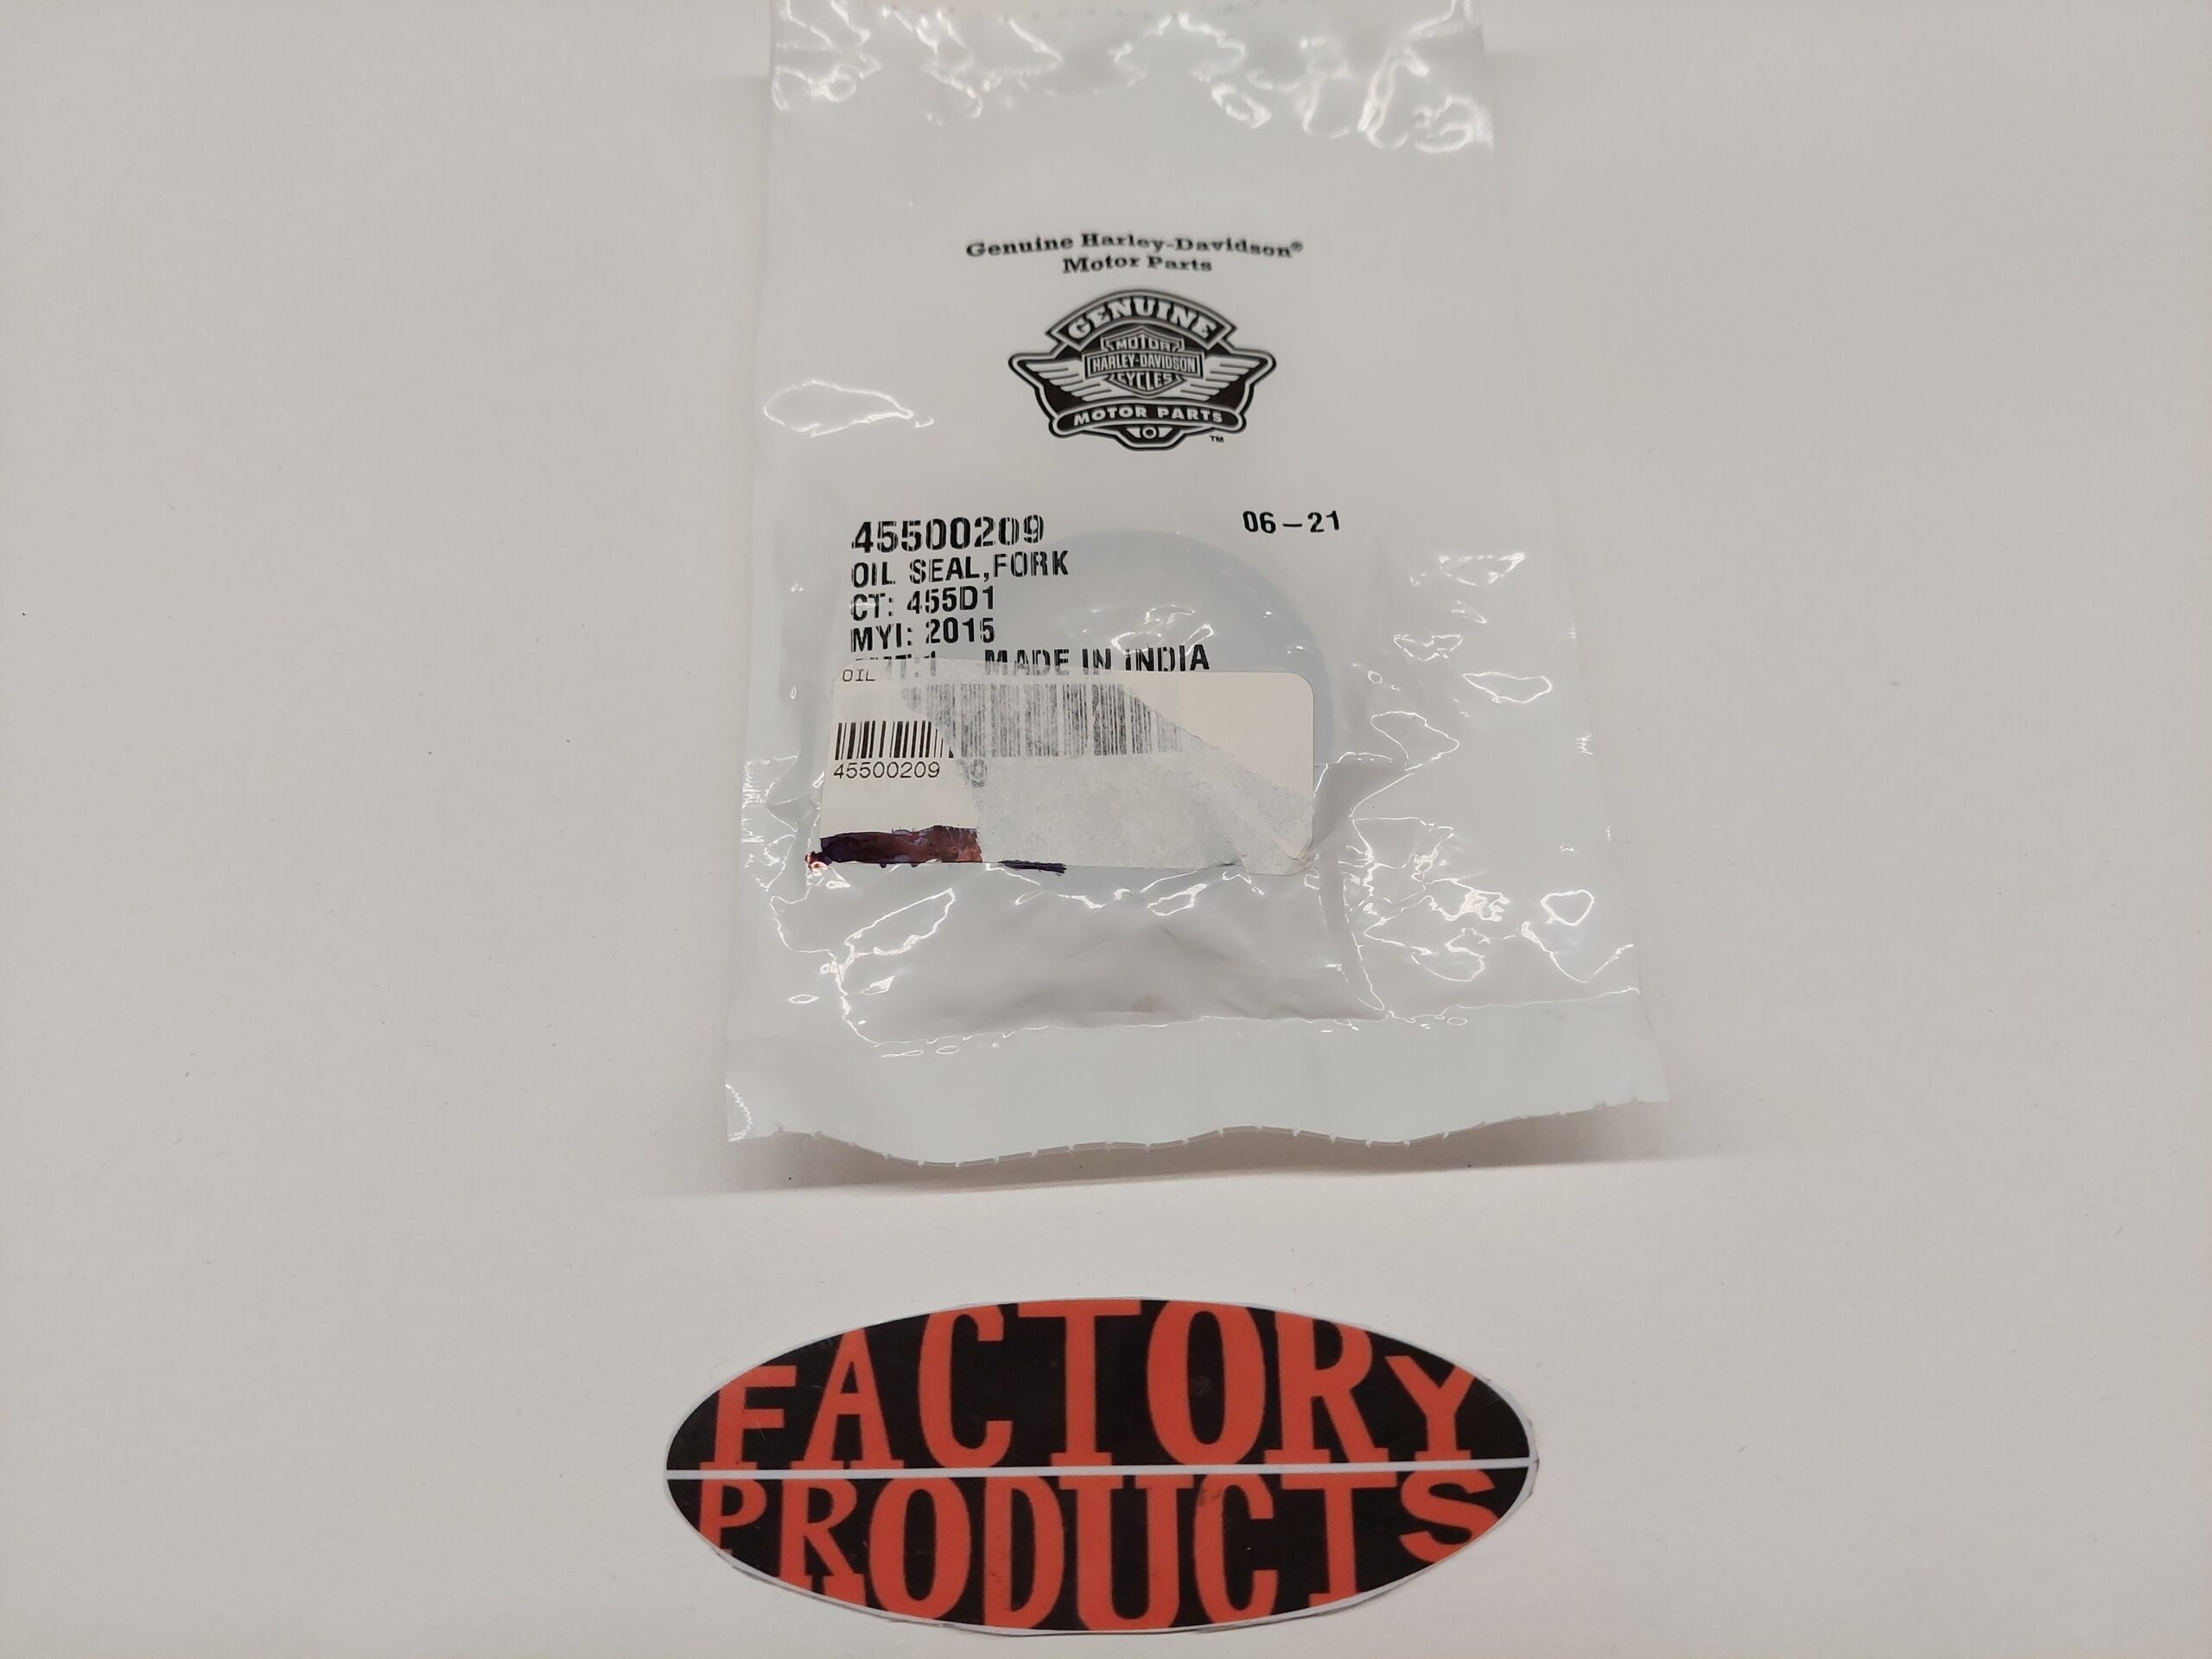 Genuine Harley-Davidson®
Motor Parts
GENUINE
MOTOR
HARLEY-DAVIDSON
CYCLES
MOTOR PARTS
™
45500209
06-21
OIL SEAL,FORK
CT: 455D1
MYI: 2015
MADE IN INDIA
OIL
45500209
FACTORY
PRODUCTS